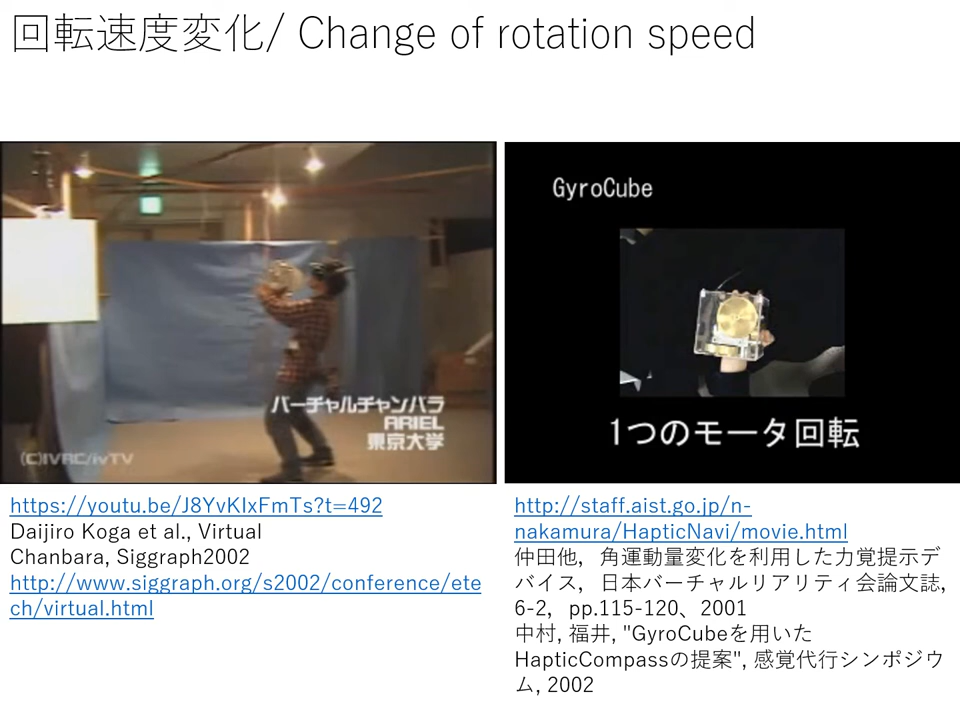 回転速度変化/ Change of rotation speed
バーチャルチャンバラ
ARIEL
東京大学
(C)IVRC/ivTV
GyroCube
1つのモータ回転
https://youtu.be/J8YvKIxFmTs?t=492
Daijiro Koga et al., Virtual
Chanbara, Siggraph2002
http://www.siggraph.org/s2002/conference/ete
ch/virtual.html
http://staff.aist.go.jp/n-
nakamura/HapticNavi/movie.html
仲田他，角運動量変化を利用した力覚提示デ
バイス，日本バーチャルリアリティ会論文誌,
6-2，pp.115-120、2001
中村, 福井, "GyroCubeを用いた
HapticCompassの提案", 感覚代行シンポジウ
ム, 2002